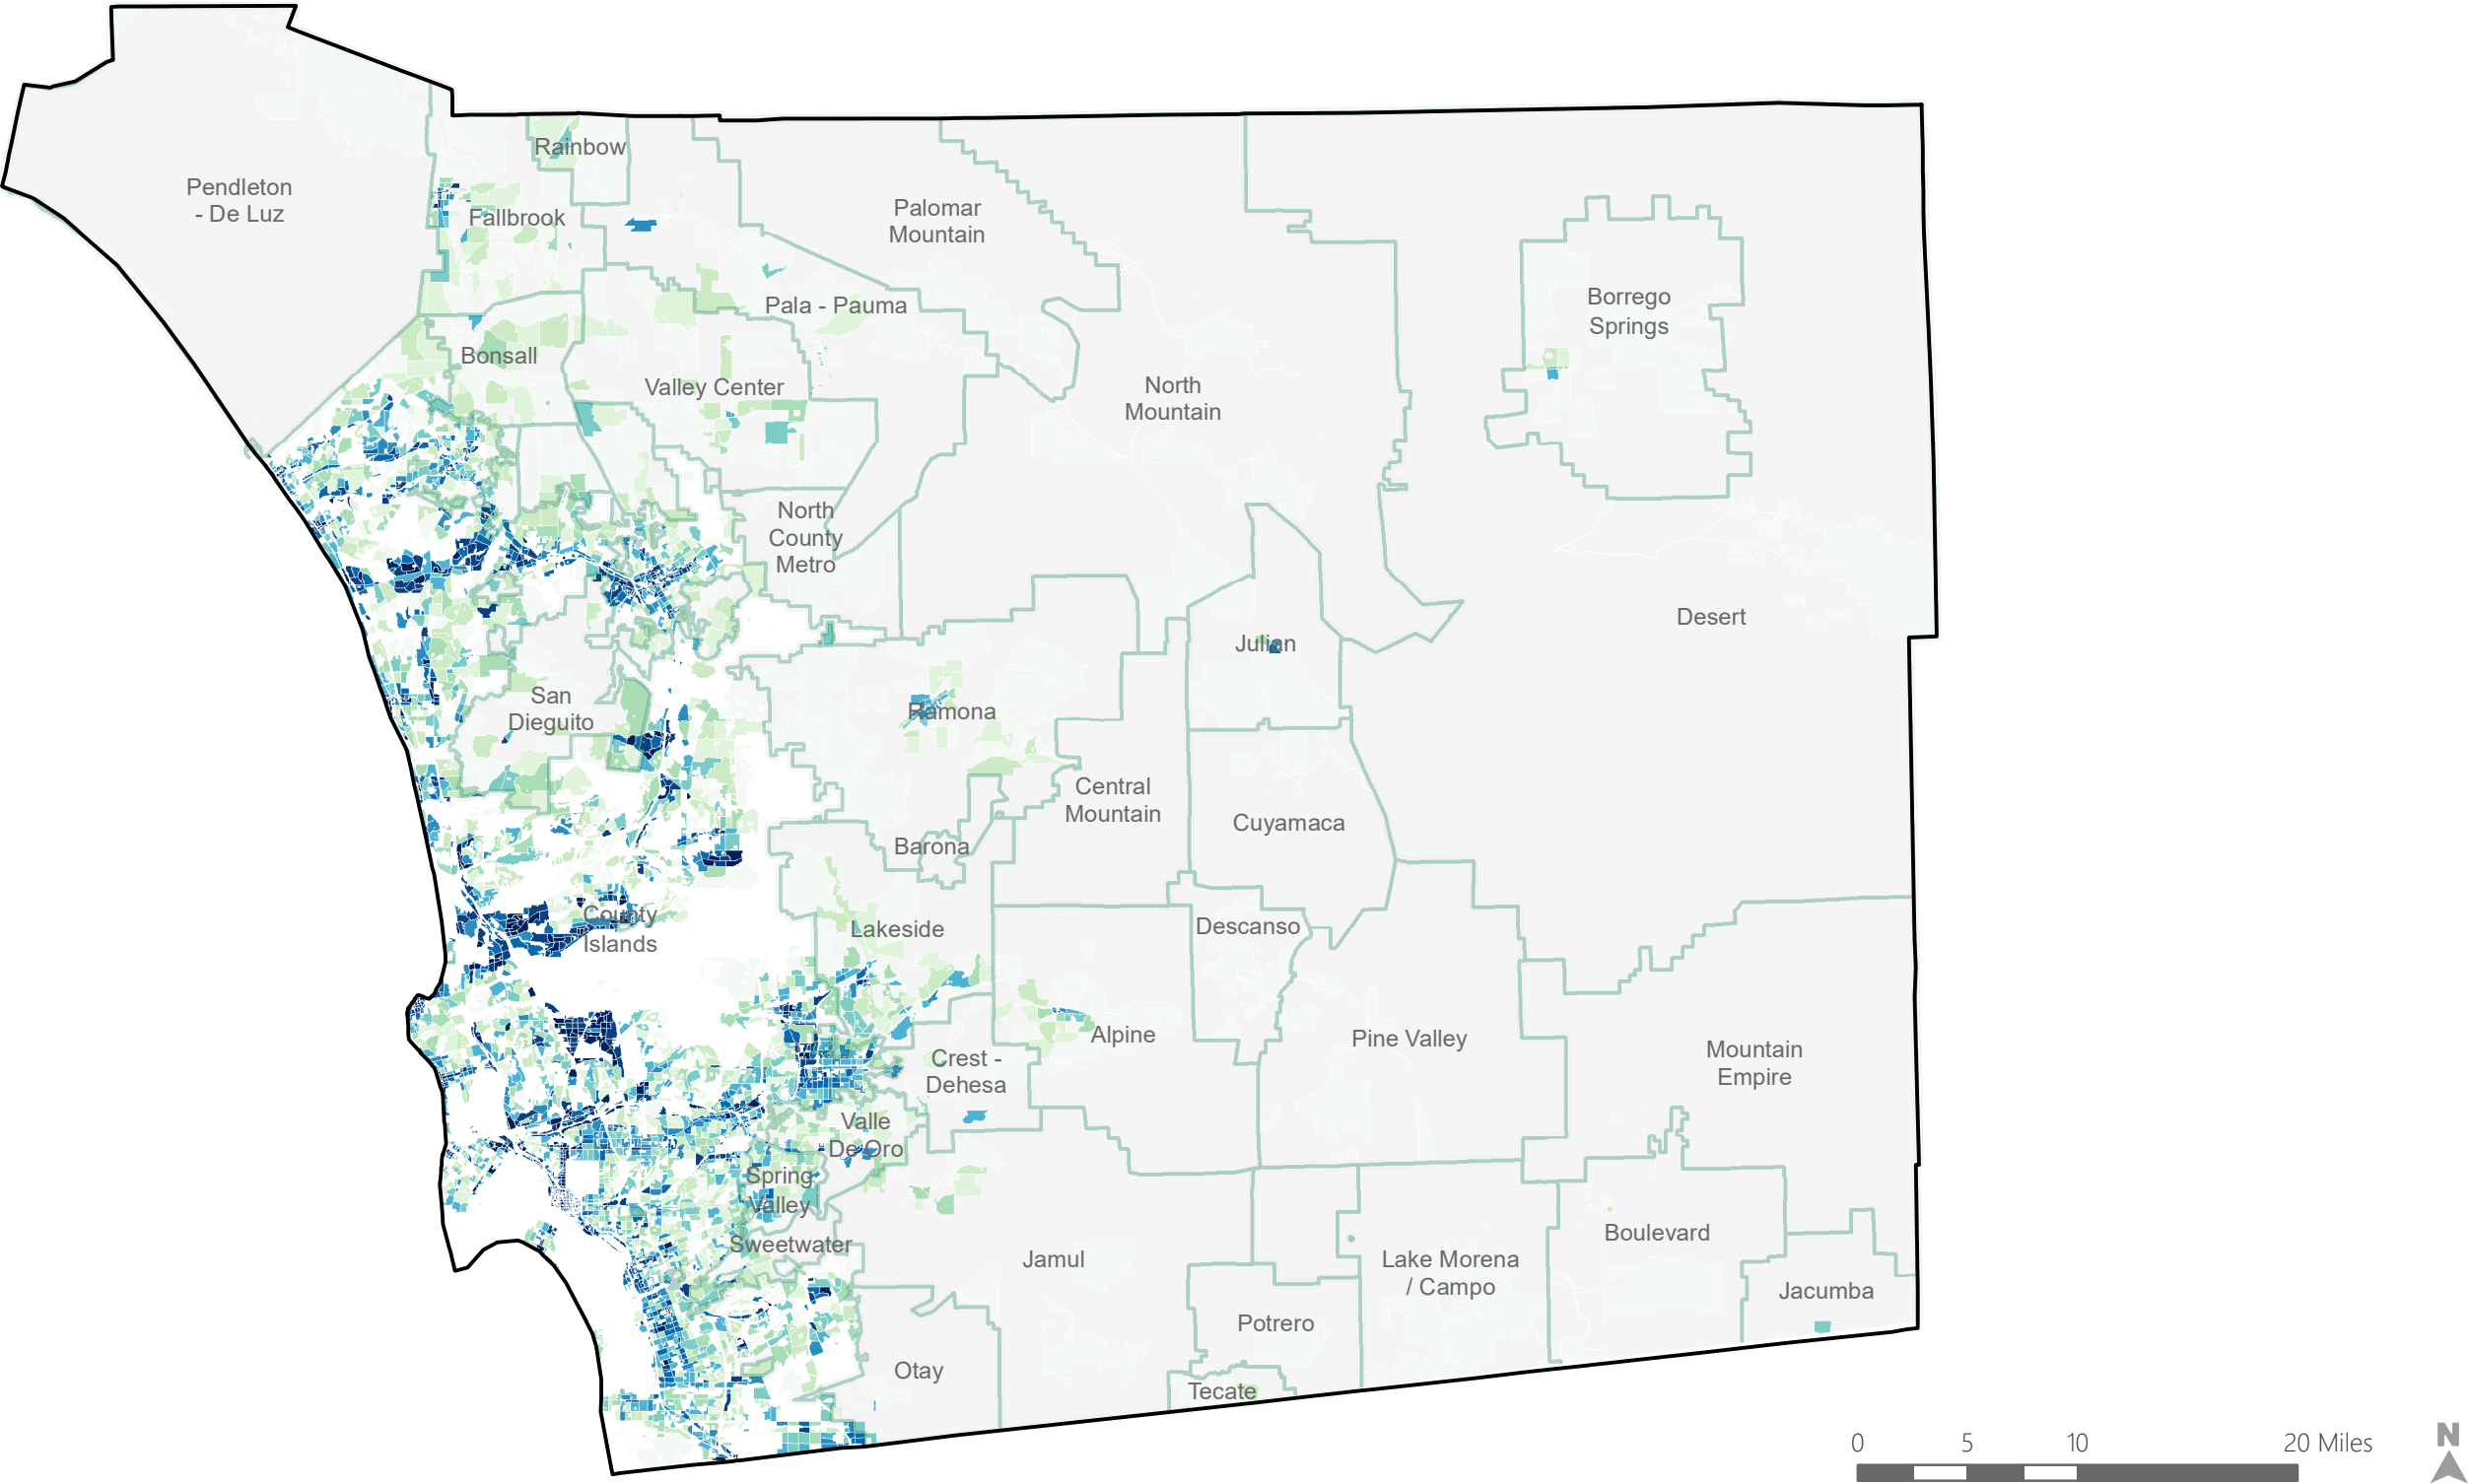 Rainbow
Pendleton
- De Luz
Fallbrook
Palomar
Mountain
Pala - Pauma
Borrego
Springs
Bonsall
Valley Center
North
Mountain
North
County
Metro
Desert
Julian
San
Dieguito
Ramona
Central
Mountain
Cuyamaca
Barona
County
Islands
Lakeside
Descanso
Alpine
Pine Valley
Crest -
Dehesa
Mountain
Empire
Valle
De Oro
Spring
Valley
Sweetwater
Jamul
Lake Morena
/ Campo
Boulevard
Jacumba
Potrero
Otay
Tecate
0 5 10 20 Miles
N